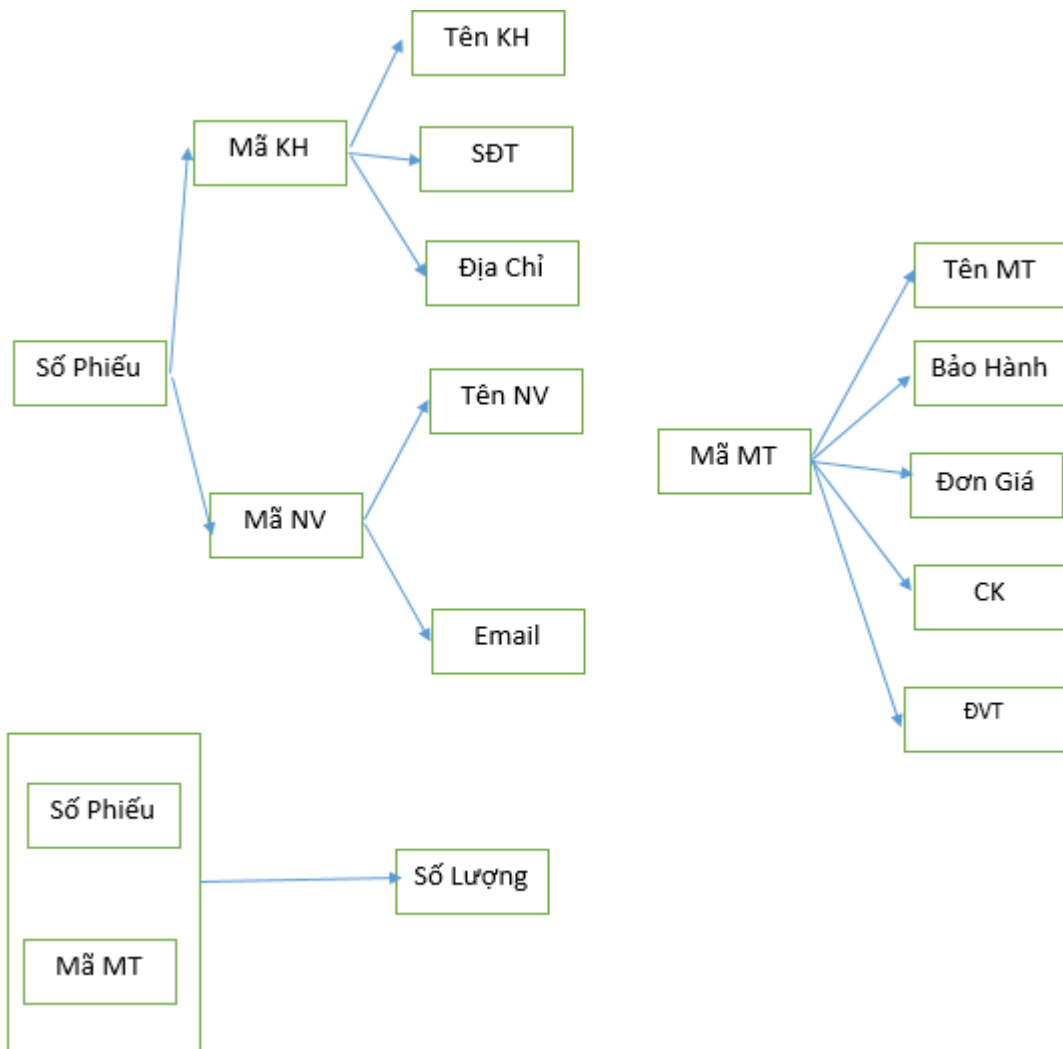 Tên KH
Mã KH
SĐT
Địa Chỉ
Số Phiếu
Tên NV
Mã NV
Email
Tên MT
Bảo Hành
Mã MT
Đơn Giá
CK
ĐVT
Số Phiếu
Số Lượng
Mã MT